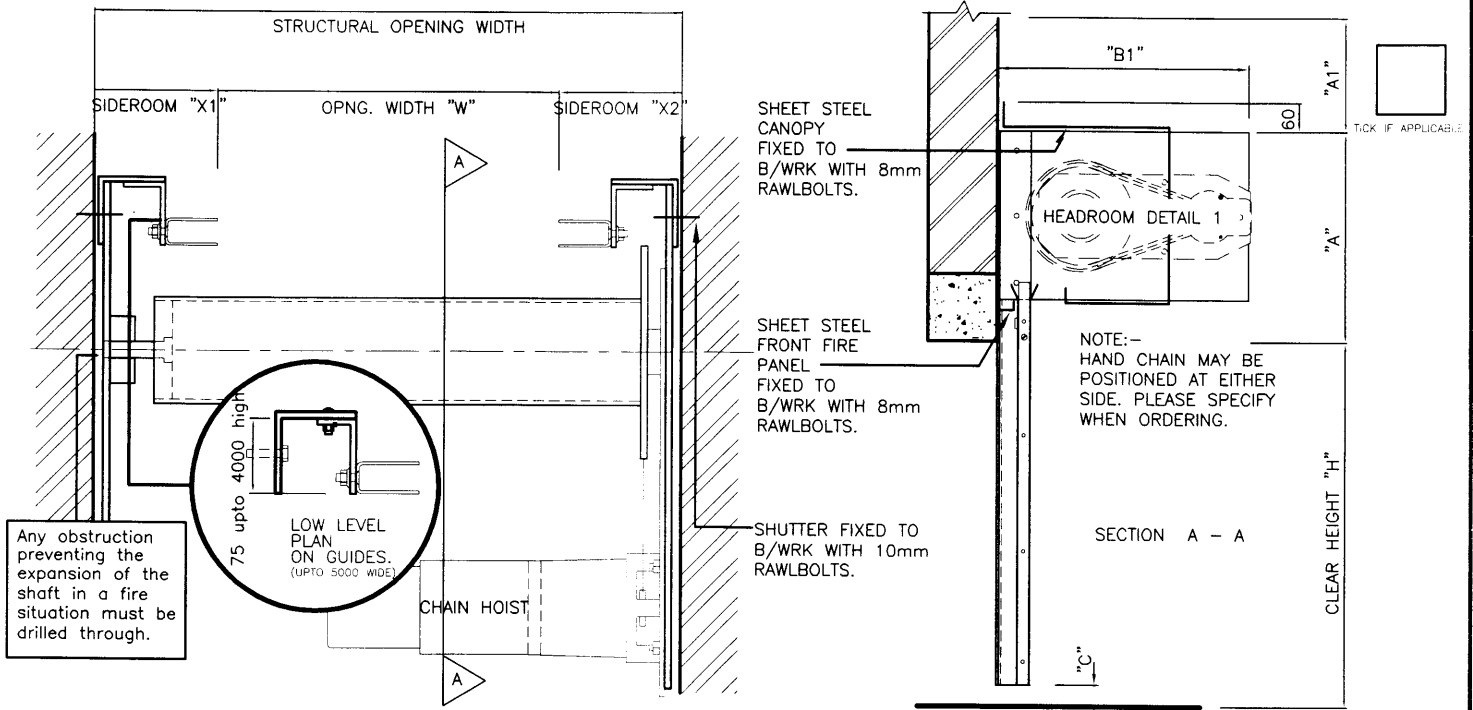 STRUCTURAL OPENING WIDTH
SIDEROOM "X1"
OPNG. WIDTH "W"
SIDEROOM "X2"
A
75 upto 4000 high
LOW LEVEL
PLAN
ON GUIDES.
(UPTO 5000 WIDE)
CHAIN HOIST
A
Any obstruction
preventing the
expansion of the
shaft in a fire
situation must be
drilled through.
SHEET STEEL
CANOPY
FIXED TO
B/WRK WITH 8mm
RAWLBOLTS.
SHEET STEEL
FRONT FIRE
PANEL
FIXED TO
B/WRK WITH 8mm
RAWLBOLTS.
SHUTTER FIXED TO
B/WRK WITH 10mm
RAWLBOLTS.
"B1"
"A1"
60
TICK IF APPLICABLE
HEADROOM DETAIL 1
"A"
NOTE:-
HAND CHAIN MAY BE
POSITIONED AT EITHER
SIDE. PLEASE SPECIFY
WHEN ORDERING.
SECTION A - A
CLEAR HEIGHT "H"
"C"